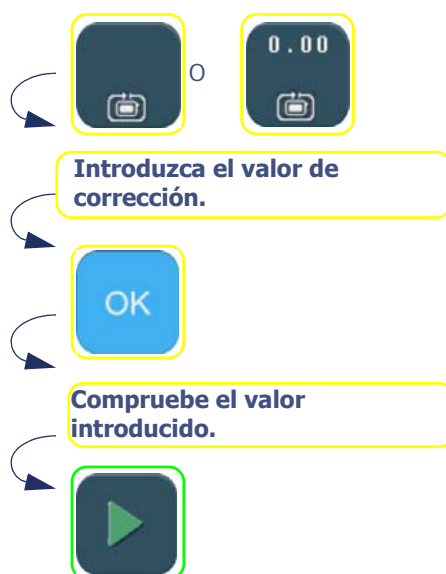 O
0.00
Introduzca el valor de
corrección.
OK
Compruebe el valor
introducido.